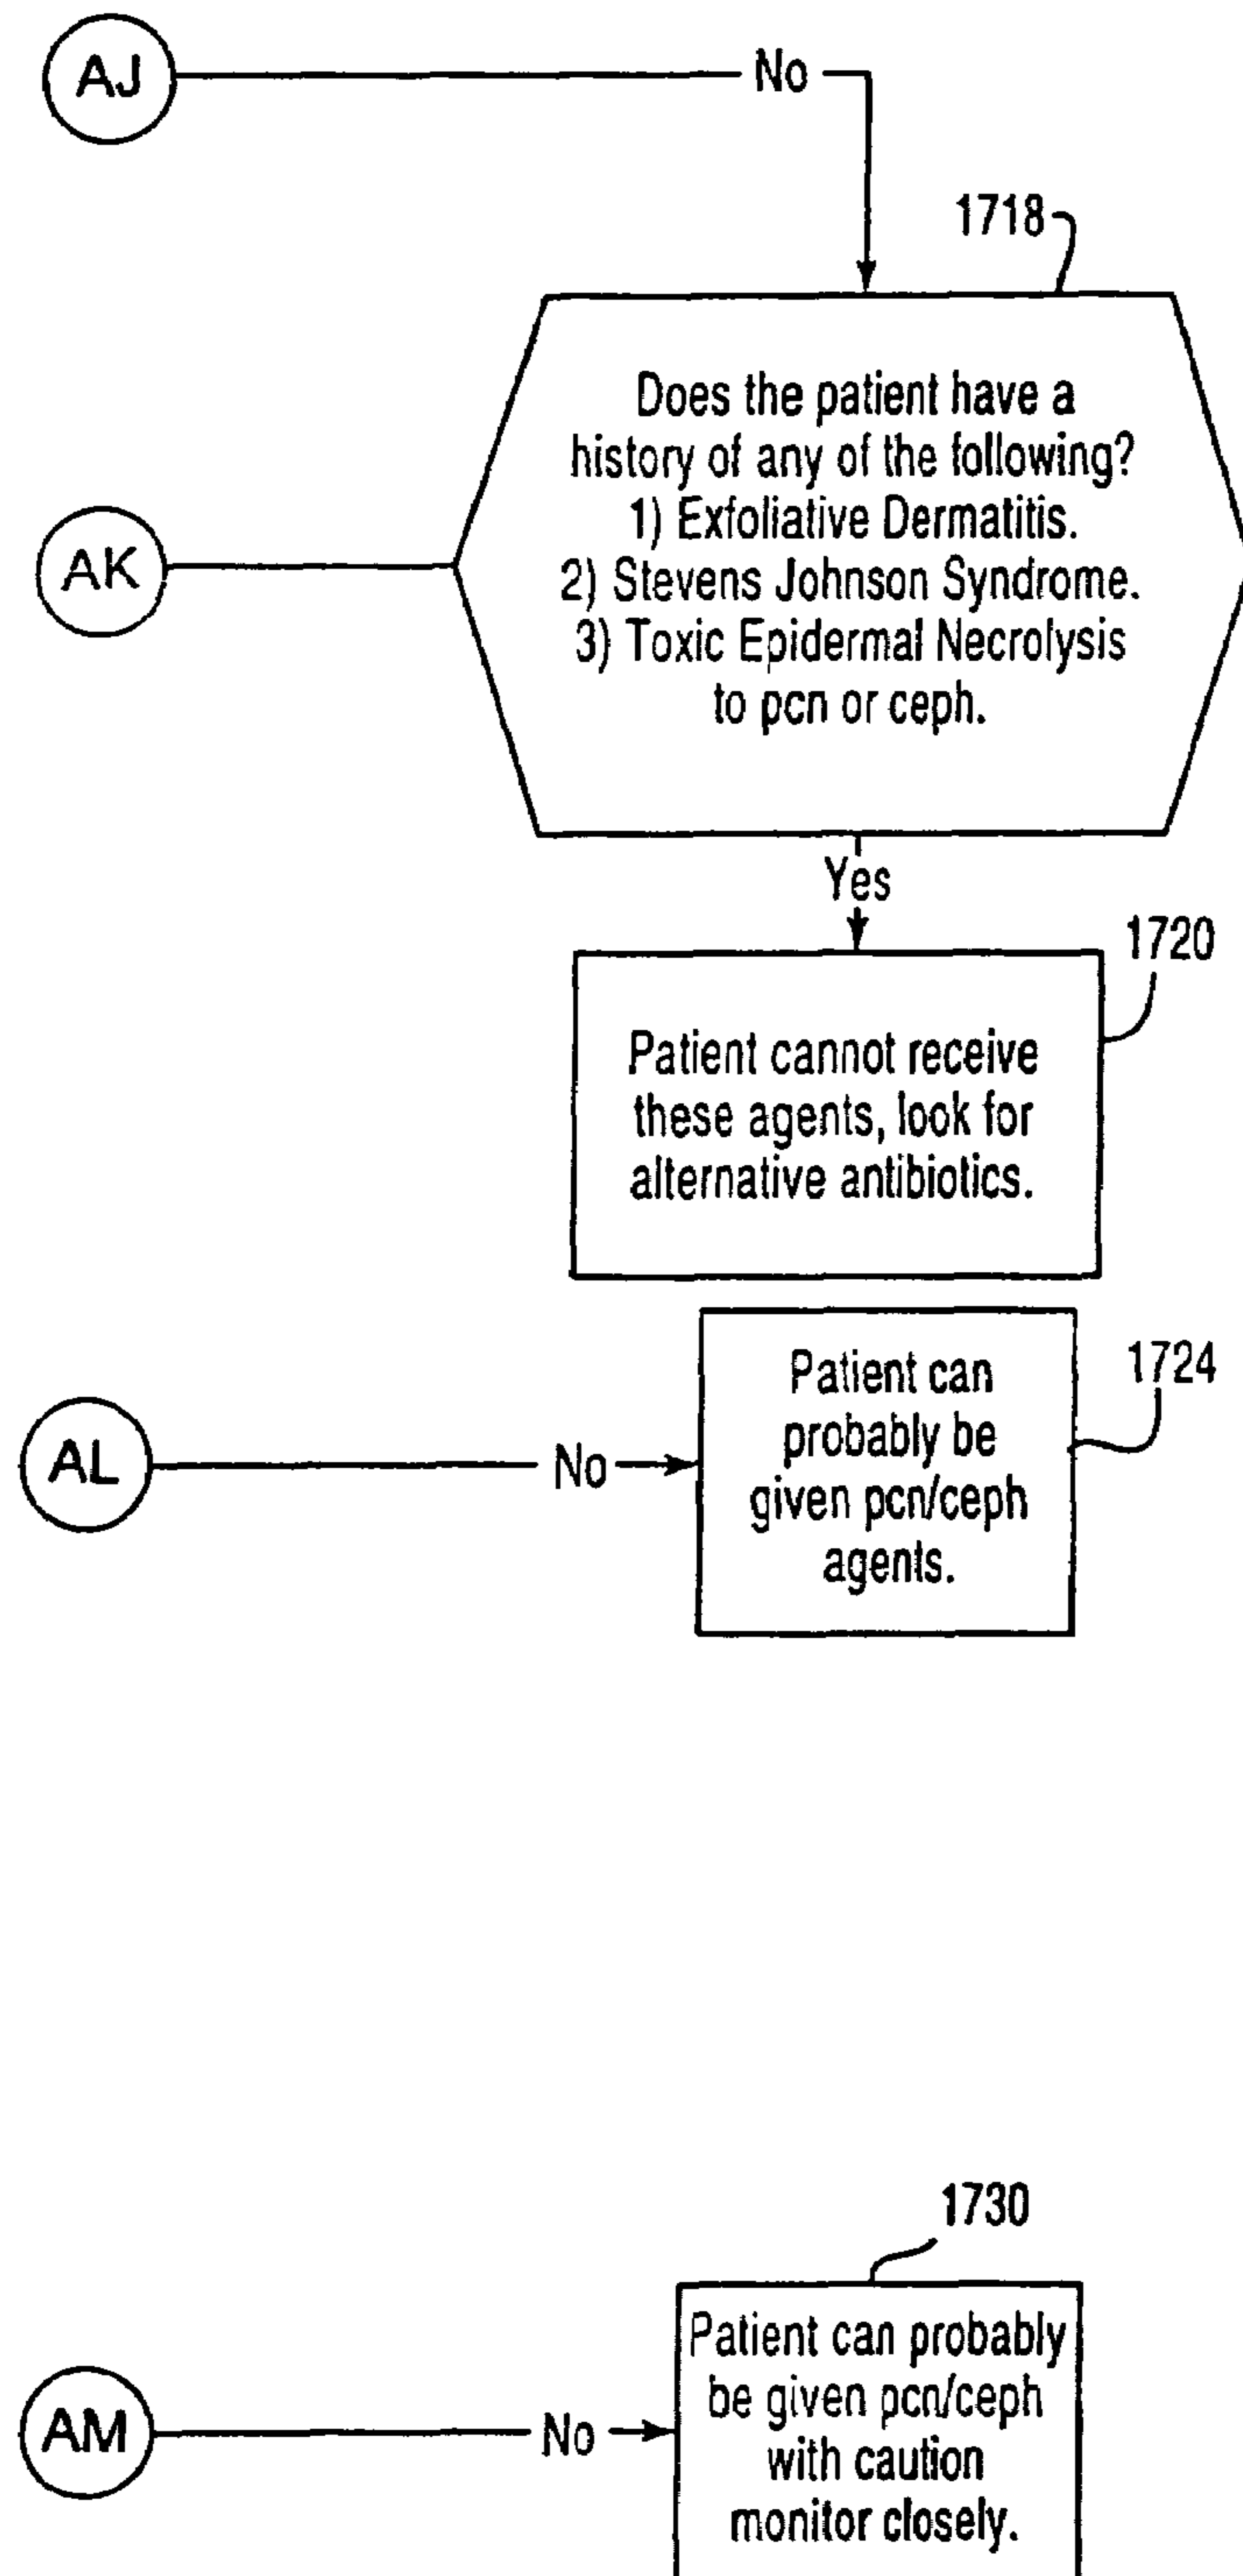 AJ
No
1718
Does the patient have a
history of any of the following?
1) Exfoliative Dermatitis.
2) Stevens Johnson Syndrome.
3) Toxic Epidermal Necrolysis
to pcn or ceph.
AK
Yes
1720
Patient cannot receive
these agents, look for
alternative antibiotics.
1724
Patient can
probably be
given pcn/ceph
agents.
AL
No
1730
Patient can probably
be given pcn/ceph
with caution
monitor closely.
AM
No